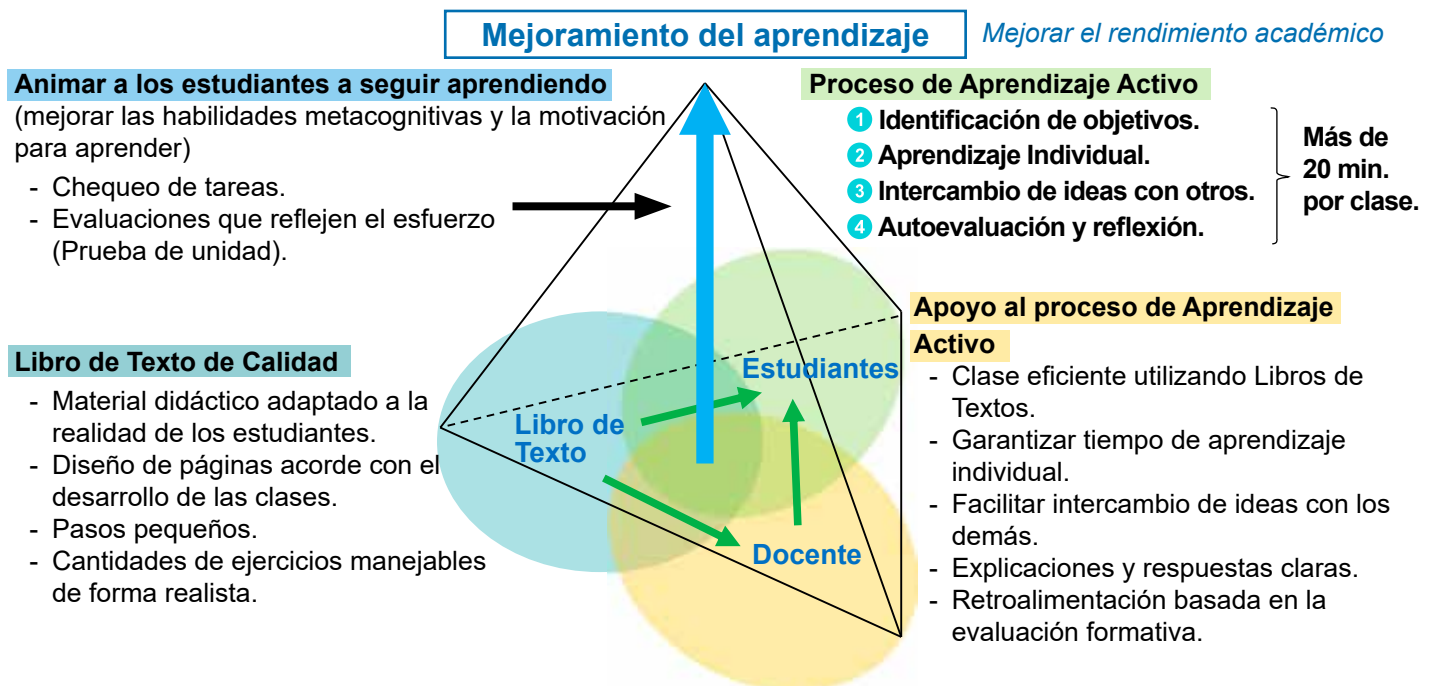 Mejoramiento del aprendizaje
Mejorar el rendimiento académico
Animar a los estudiantes a seguir aprendiendo
(mejorar las habilidades metacognitivas y la motivación
para aprender)
- Chequeo de tareas.
- Evaluaciones que reflejen el esfuerzo
(Prueba de unidad).
Proceso de Aprendizaje Activo
1 Identificación de objetivos.
2 Aprendizaje Individual.
3 Intercambio de ideas con otros.
4 Autoevaluación y reflexión.
Más de
20 min.
por clase.
Libro de Texto de Calidad
- Material didáctico adaptado a la
realidad de los estudiantes.
- Diseño de páginas acorde con el
desarrollo de las clases.
- Pasos pequeños.
- Cantidades de ejercicios manejables
de forma realista.
Estudiantes
Libro de
Texto
Docente
Apoyo al proceso de Aprendizaje
Activo
- Clase eficiente utilizando Libros de
Textos.
- Garantizar tiempo de aprendizaje
individual.
- Facilitar intercambio de ideas con los
demás.
- Explicaciones y respuestas claras.
- Retroalimentación basada en la
evaluación formativa.